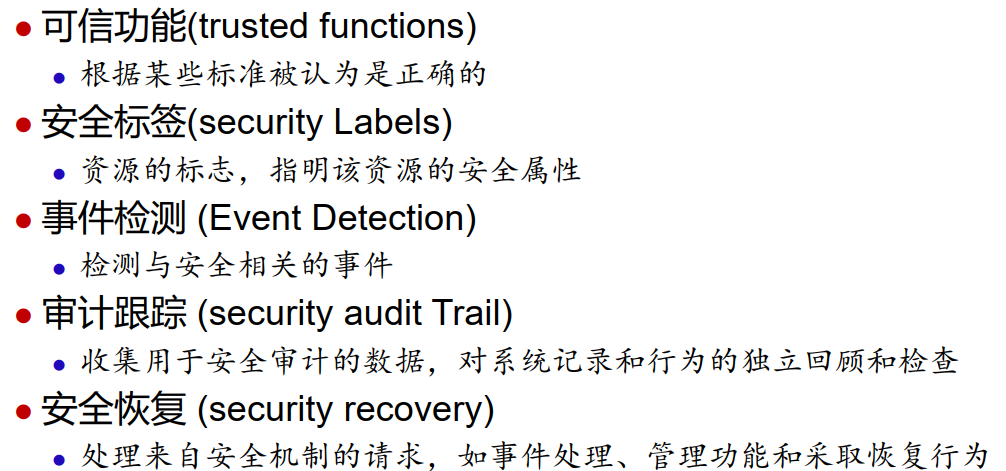 可信功能(trusted functions)
根据某些标准被认为是正确的
安全标签(security Labels)
资源的标志，指明该资源的安全属性
事件检测 (Event Detection)
检测与安全相关的事件
审计跟踪 (security audit Trail)
收集用于安全审计的数据，对系统记录和行为的独立回顾和检查
安全恢复 (security recovery)
处理来自安全机制的请求，如事件处理、管理功能和采取恢复行为